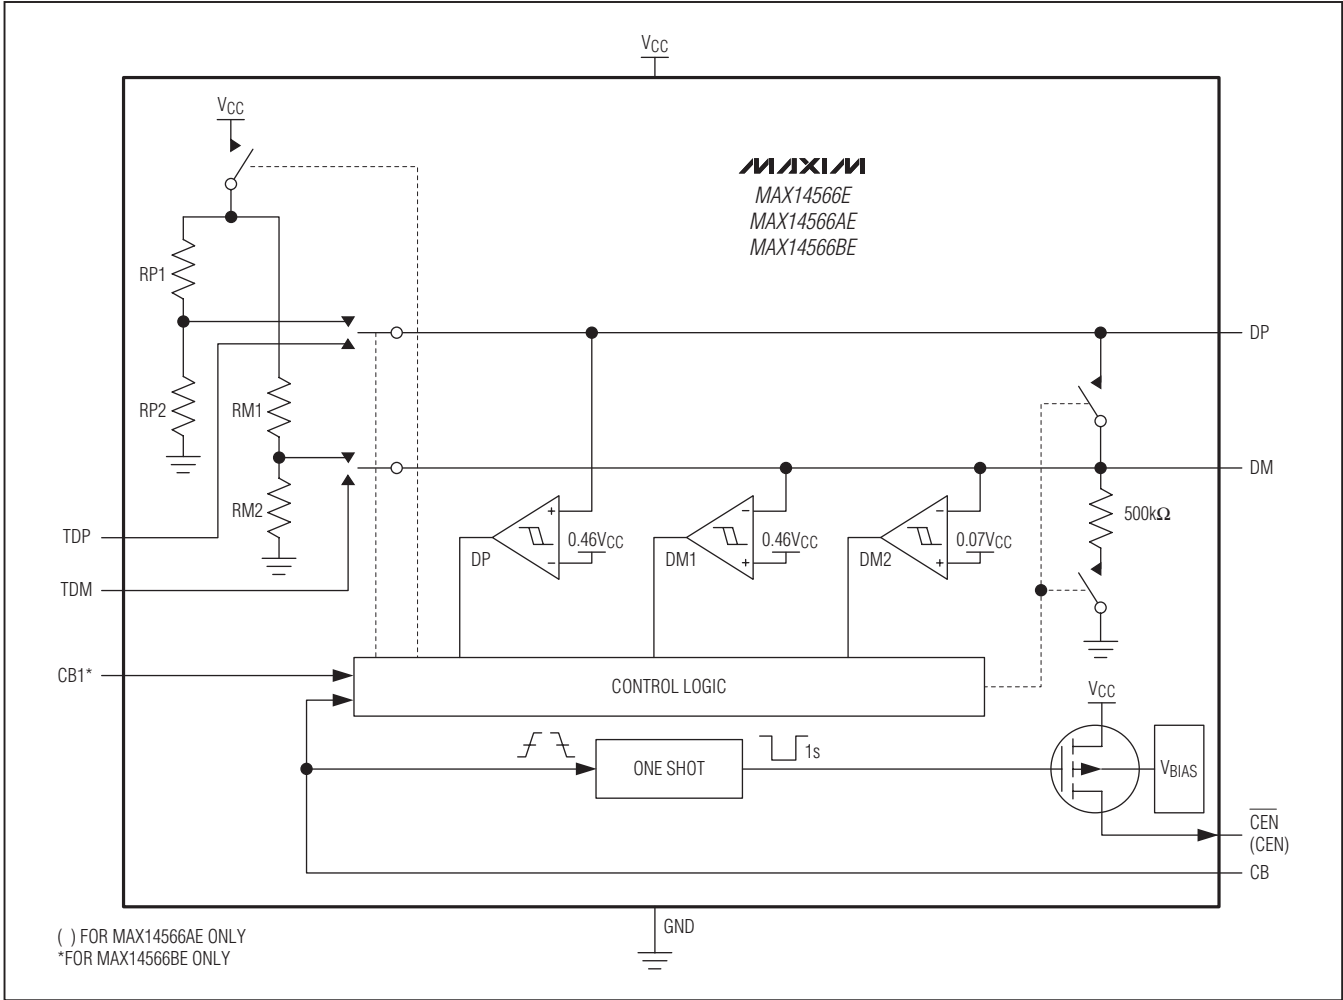 VCC
VCC
MAXIM
MAX14566E
MAX14566AE
MAX14566BE
RP1
DP
RP2
RM1
DM
RM2
500kΩ
TDP
0.46VCC
0.46VCC
0.07VCC
+
−
−
+
−
+
DP
DM1
DM2
TDM
CB1*
CONTROL LOGIC
VCC
ONE SHOT
1s
VBIAS
CEN
(CEN)
CB
GND
( ) FOR MAX14566AE ONLY
*FOR MAX14566BE ONLY